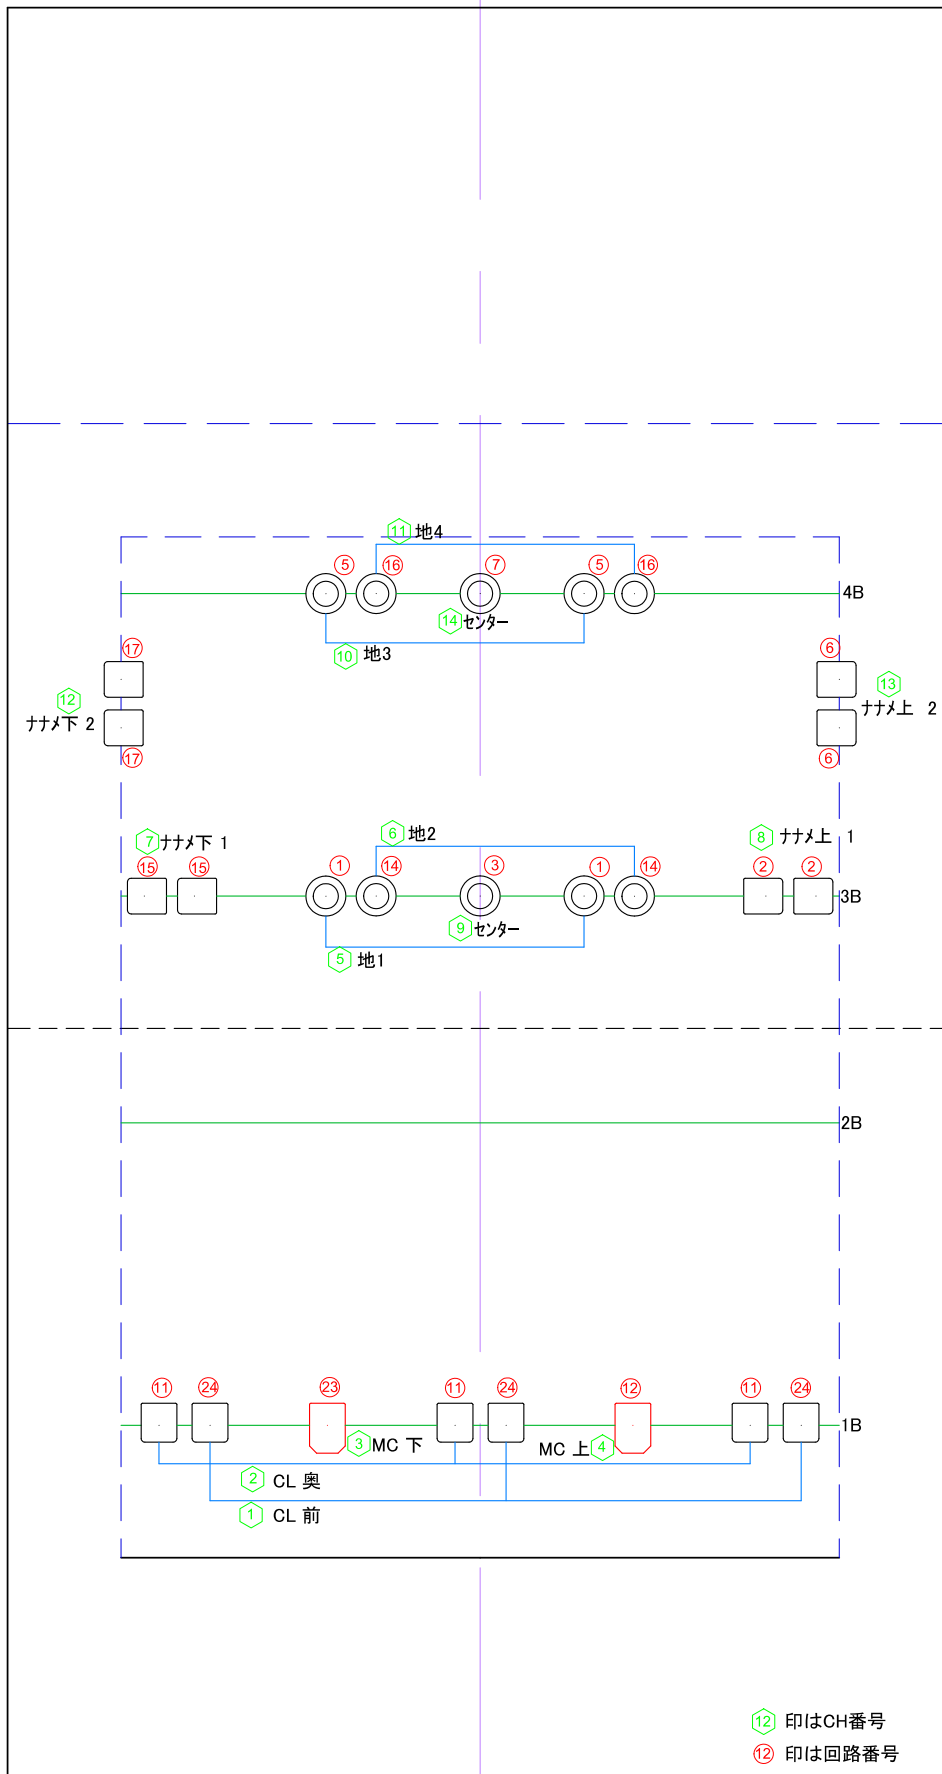 11 地4
5 16 7 5 16
4B
14 センター
10 地3
17 6
12 13
ナナメ下 2 ナナメ上 2
17 6
7 ナナメ下 1 6 地2 8 ナナメ上 1
15 15 1 14 3 1 14 2 2
3B
9 センター
5 地1
2B
11 24 23 11 24 12 11 24
1B
3 MC 下 MC 上 4
2 CL 奥
1 CL 前
12 印はCH番号
12 印は回路番号